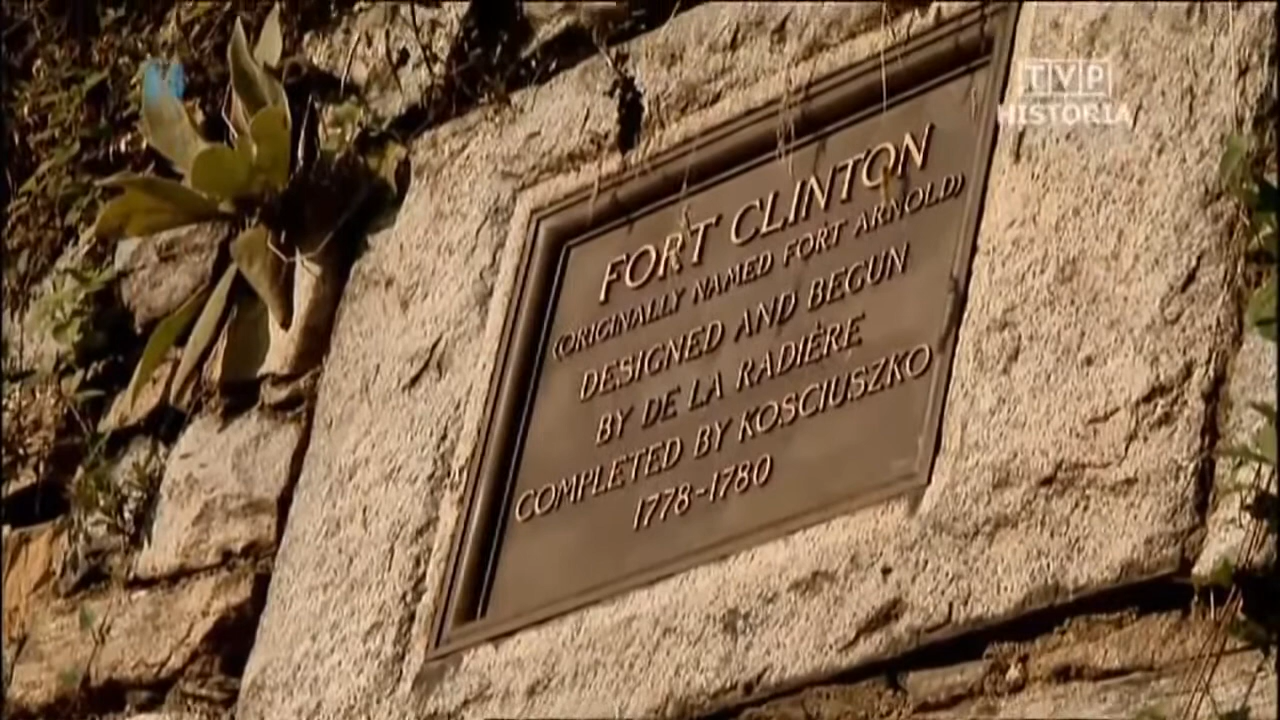 TVP
HISTORIA
FORT CLINTON
(ORIGINALLY NAMED FORT ARNOLD)
DESIGNED AND BEGUN
BY DE LA RADIÈRE
COMPLETED BY KOSCIUSZKO
1778-1780